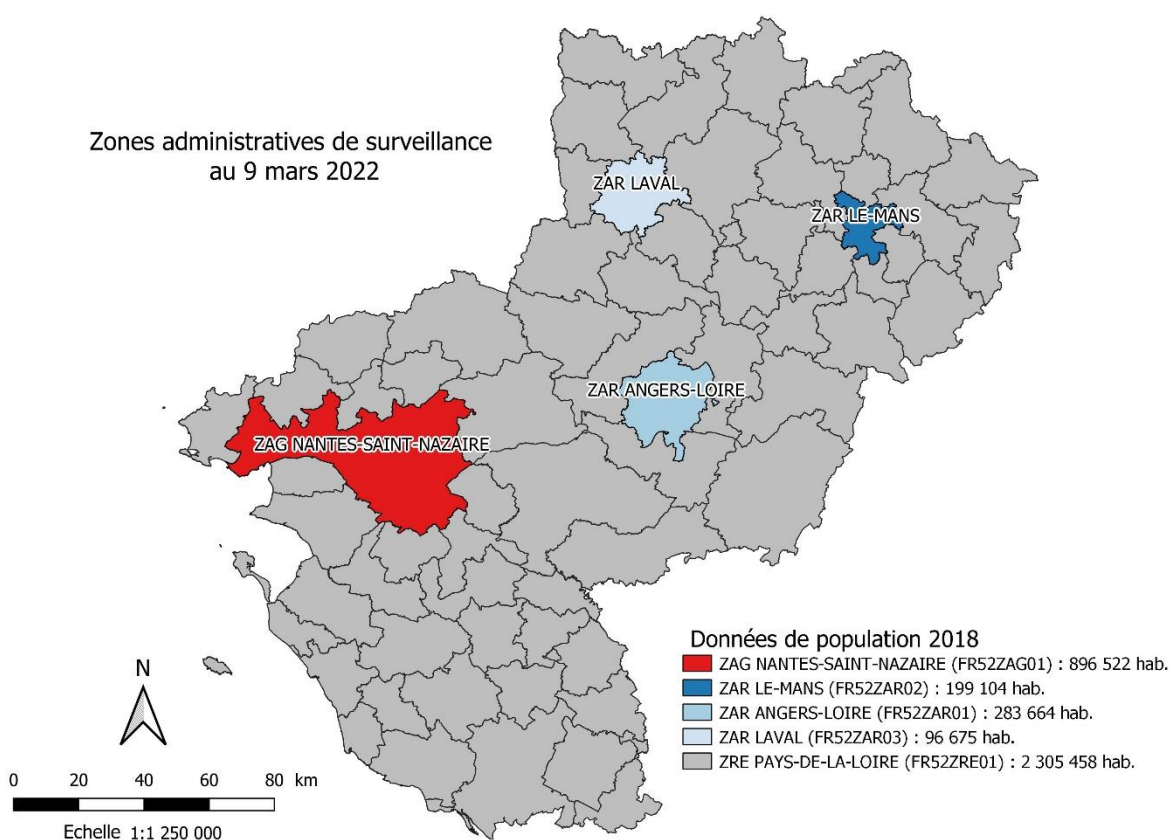 Zones administratives de surveillance
au 9 mars 2022
ZAR LAVAL
ZAR LE-MANS
ZAR ANGERS-LOIRE
ZAG NANTES-SAINT-NAZAIRE
Données de population 2018
ZAG NANTES-SAINT-NAZAIRE (FR52ZAG01) : 896 522 hab.
ZAR LE-MANS (FR52ZAR02) : 199 104 hab.
ZAR ANGERS-LOIRE (FR52ZAR01) : 283 664 hab.
ZAR LAVAL (FR52ZAR03) : 96 675 hab.
ZRE PAYS-DE-LA-LOIRE (FR52ZRE01) : 2 305 458 hab.
N
0 20 40 60 80 km
Echelle 1:1 250 000